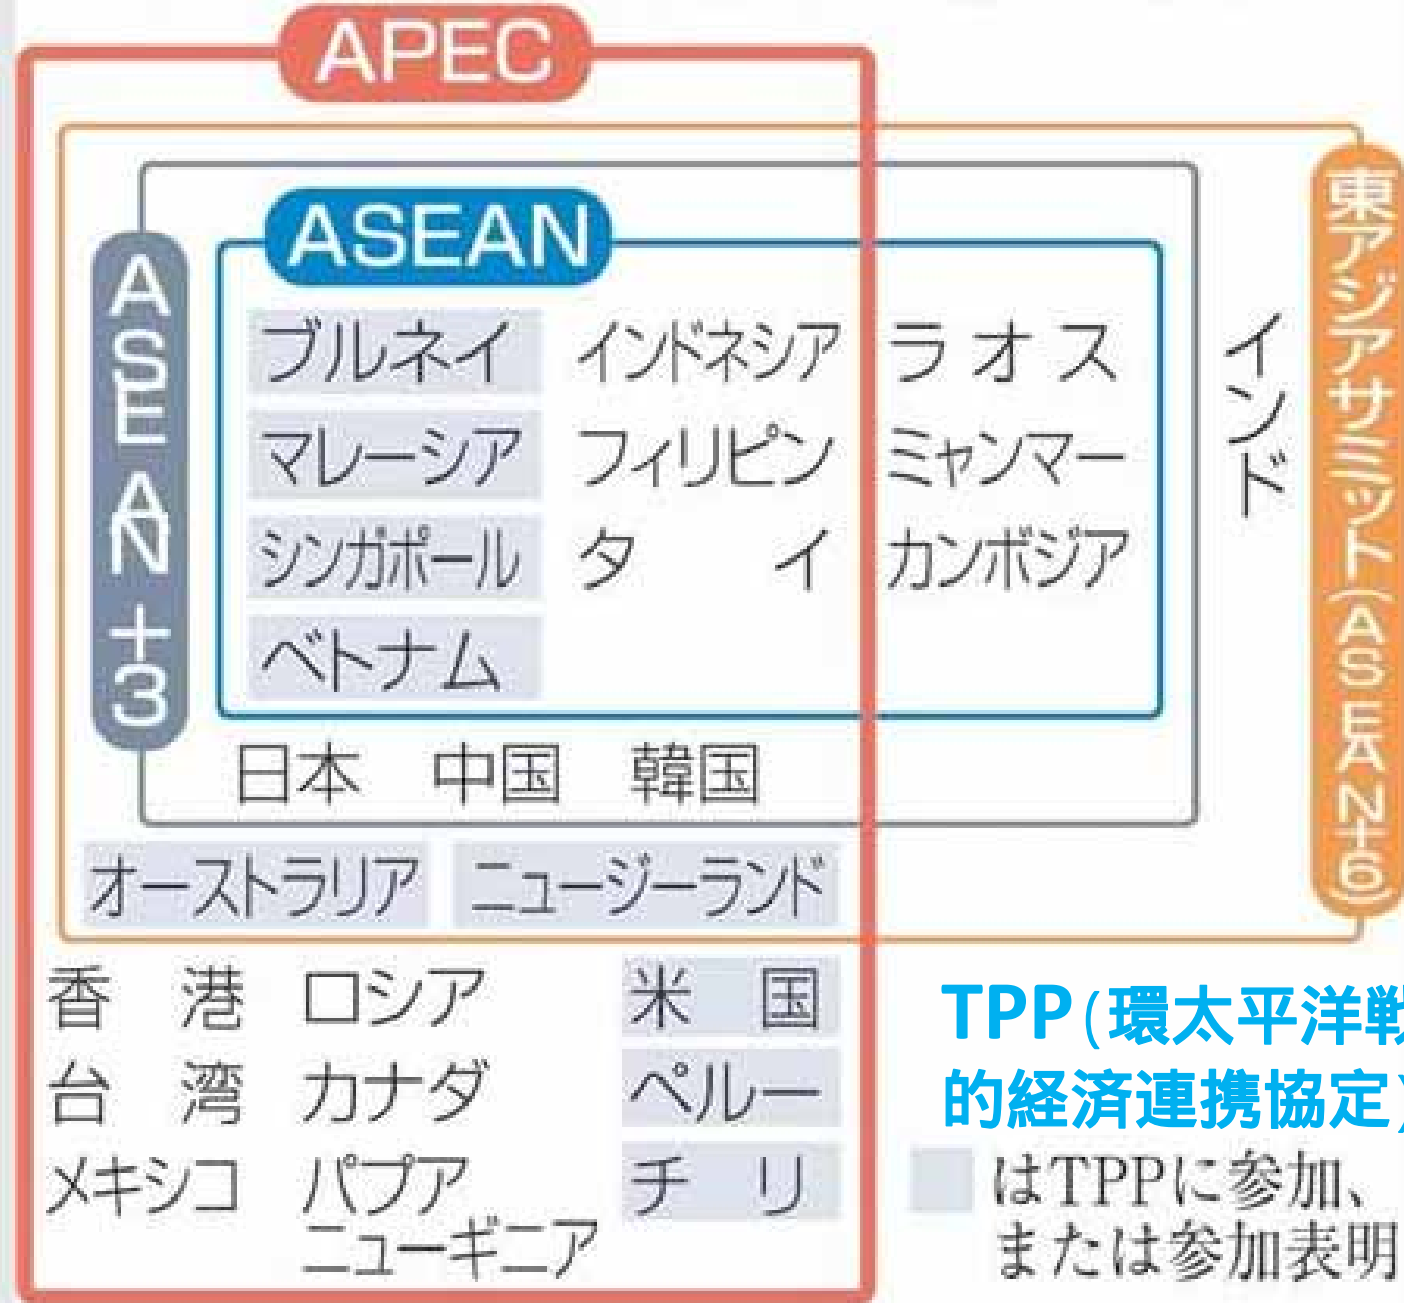 APEC
東アジアサミット(ASEAN+6)
ASEAN+3
ASEAN
ブルネイ インドネシア ラオス
マレーシア フィリピン ミャンマー
シンガポール タイ カンボジア
ベトナム
インド
日本 中国 韓国
オーストラリア ニュージーランド
香港 ロシア 米国
台湾 カナダ ペルー
メキシコ パプア チリ
ニューギニア
TPP(環太平洋戦
的経済連携協定)
はTPPに参加、
または参加表明